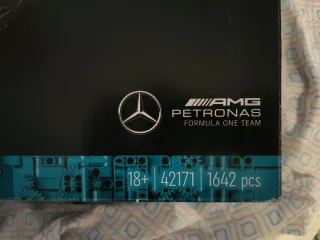 AMG
PETRONAS
FORMULA ONE TEAM
18+ | 42171 | 1642 pcs